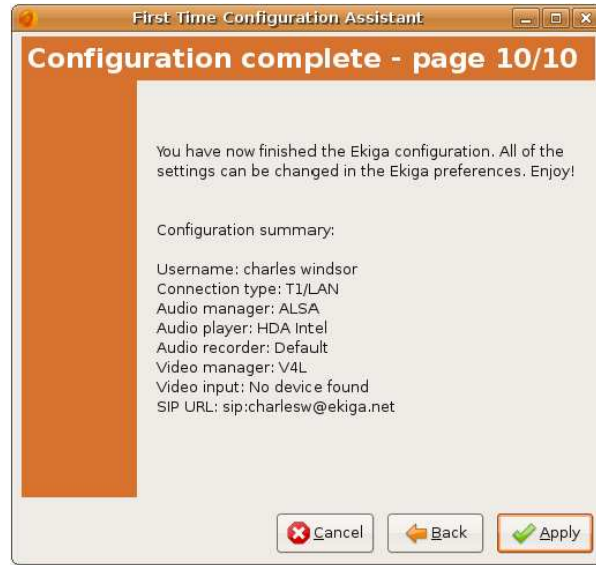 First Time Configuration Assistant
Configuration complete - page 10/10
You have now finished the Ekiga configuration. All of the
settings can be changed in the Ekiga preferences. Enjoy!
Configuration summary:
Username: charles windsor
Connection type: T1/LAN
Audio manager: ALSA
Audio player: HDA Intel
Audio recorder: Default
Video manager: V4L
Video input: No device found
SIP URL: sip:charlesw@ekiga.net
Cancel
Back
Apply